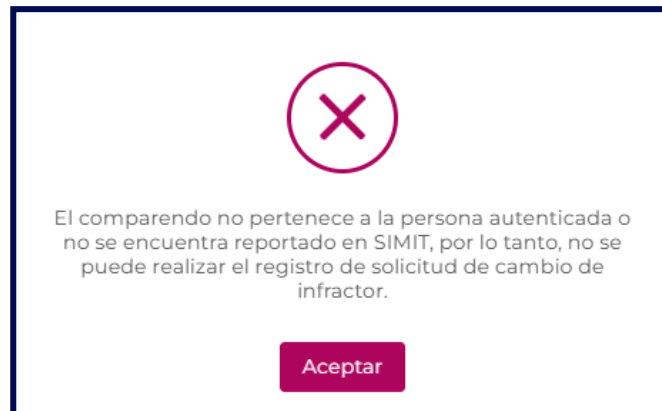 El comparendo no pertenece a la persona autenticada o
no se encuentra reportado en SIMIT, por lo tanto, no se
puede realizar el registro de solicitud de cambio de
infractor.
Aceptar